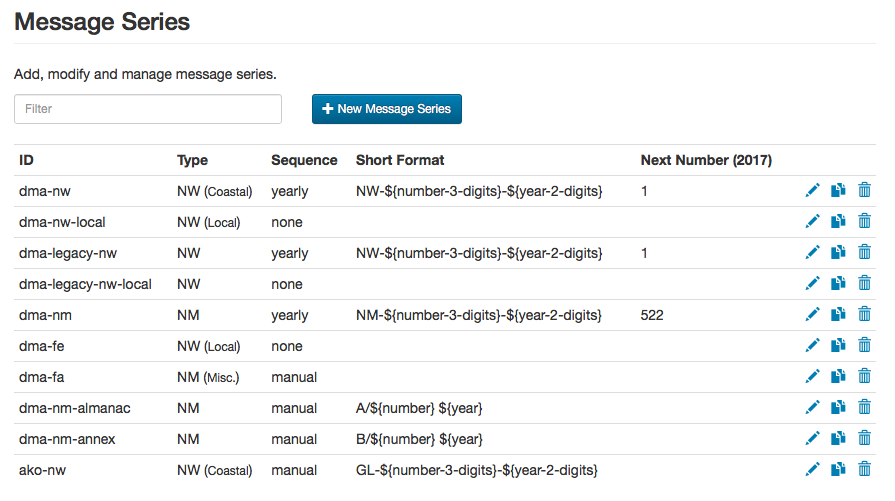 Message Series
Add, modify and manage message series.
Filter
New Message Series
ID Type Sequence Short Format Next Number (2017)
dma-nw NW (Coastal) yearly NW-${number-3-digits}-${year-2-digits} 1
dma-nw-local NW (Local) none
dma-legacy-nw NW yearly NW-${number-3-digits}-${year-2-digits} 1
dma-legacy-nw-local NW none
dma-nm NM yearly NM-${number-3-digits}-${year-2-digits} 522
dma-fe NW (Local) none
dma-fa NM (Misc.) manual
dma-nm-almanac NM manual A/${number} ${year}
dma-nm-annex NM manual B/${number} ${year}
ako-nw NW (Coastal) manual GL-${number-3-digits}-${year-2-digits}